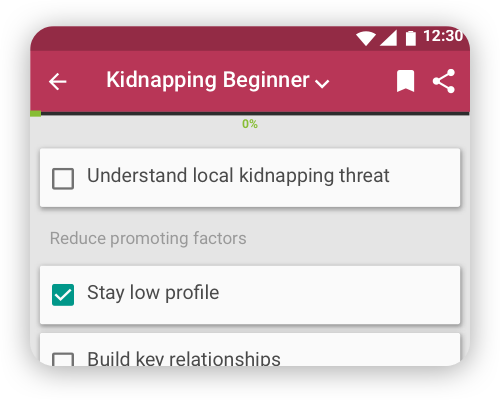 12:30
Kidnapping Beginner
0%
Understand local kidnapping threat
Reduce promoting factors
Stay low profile
Build key relationships